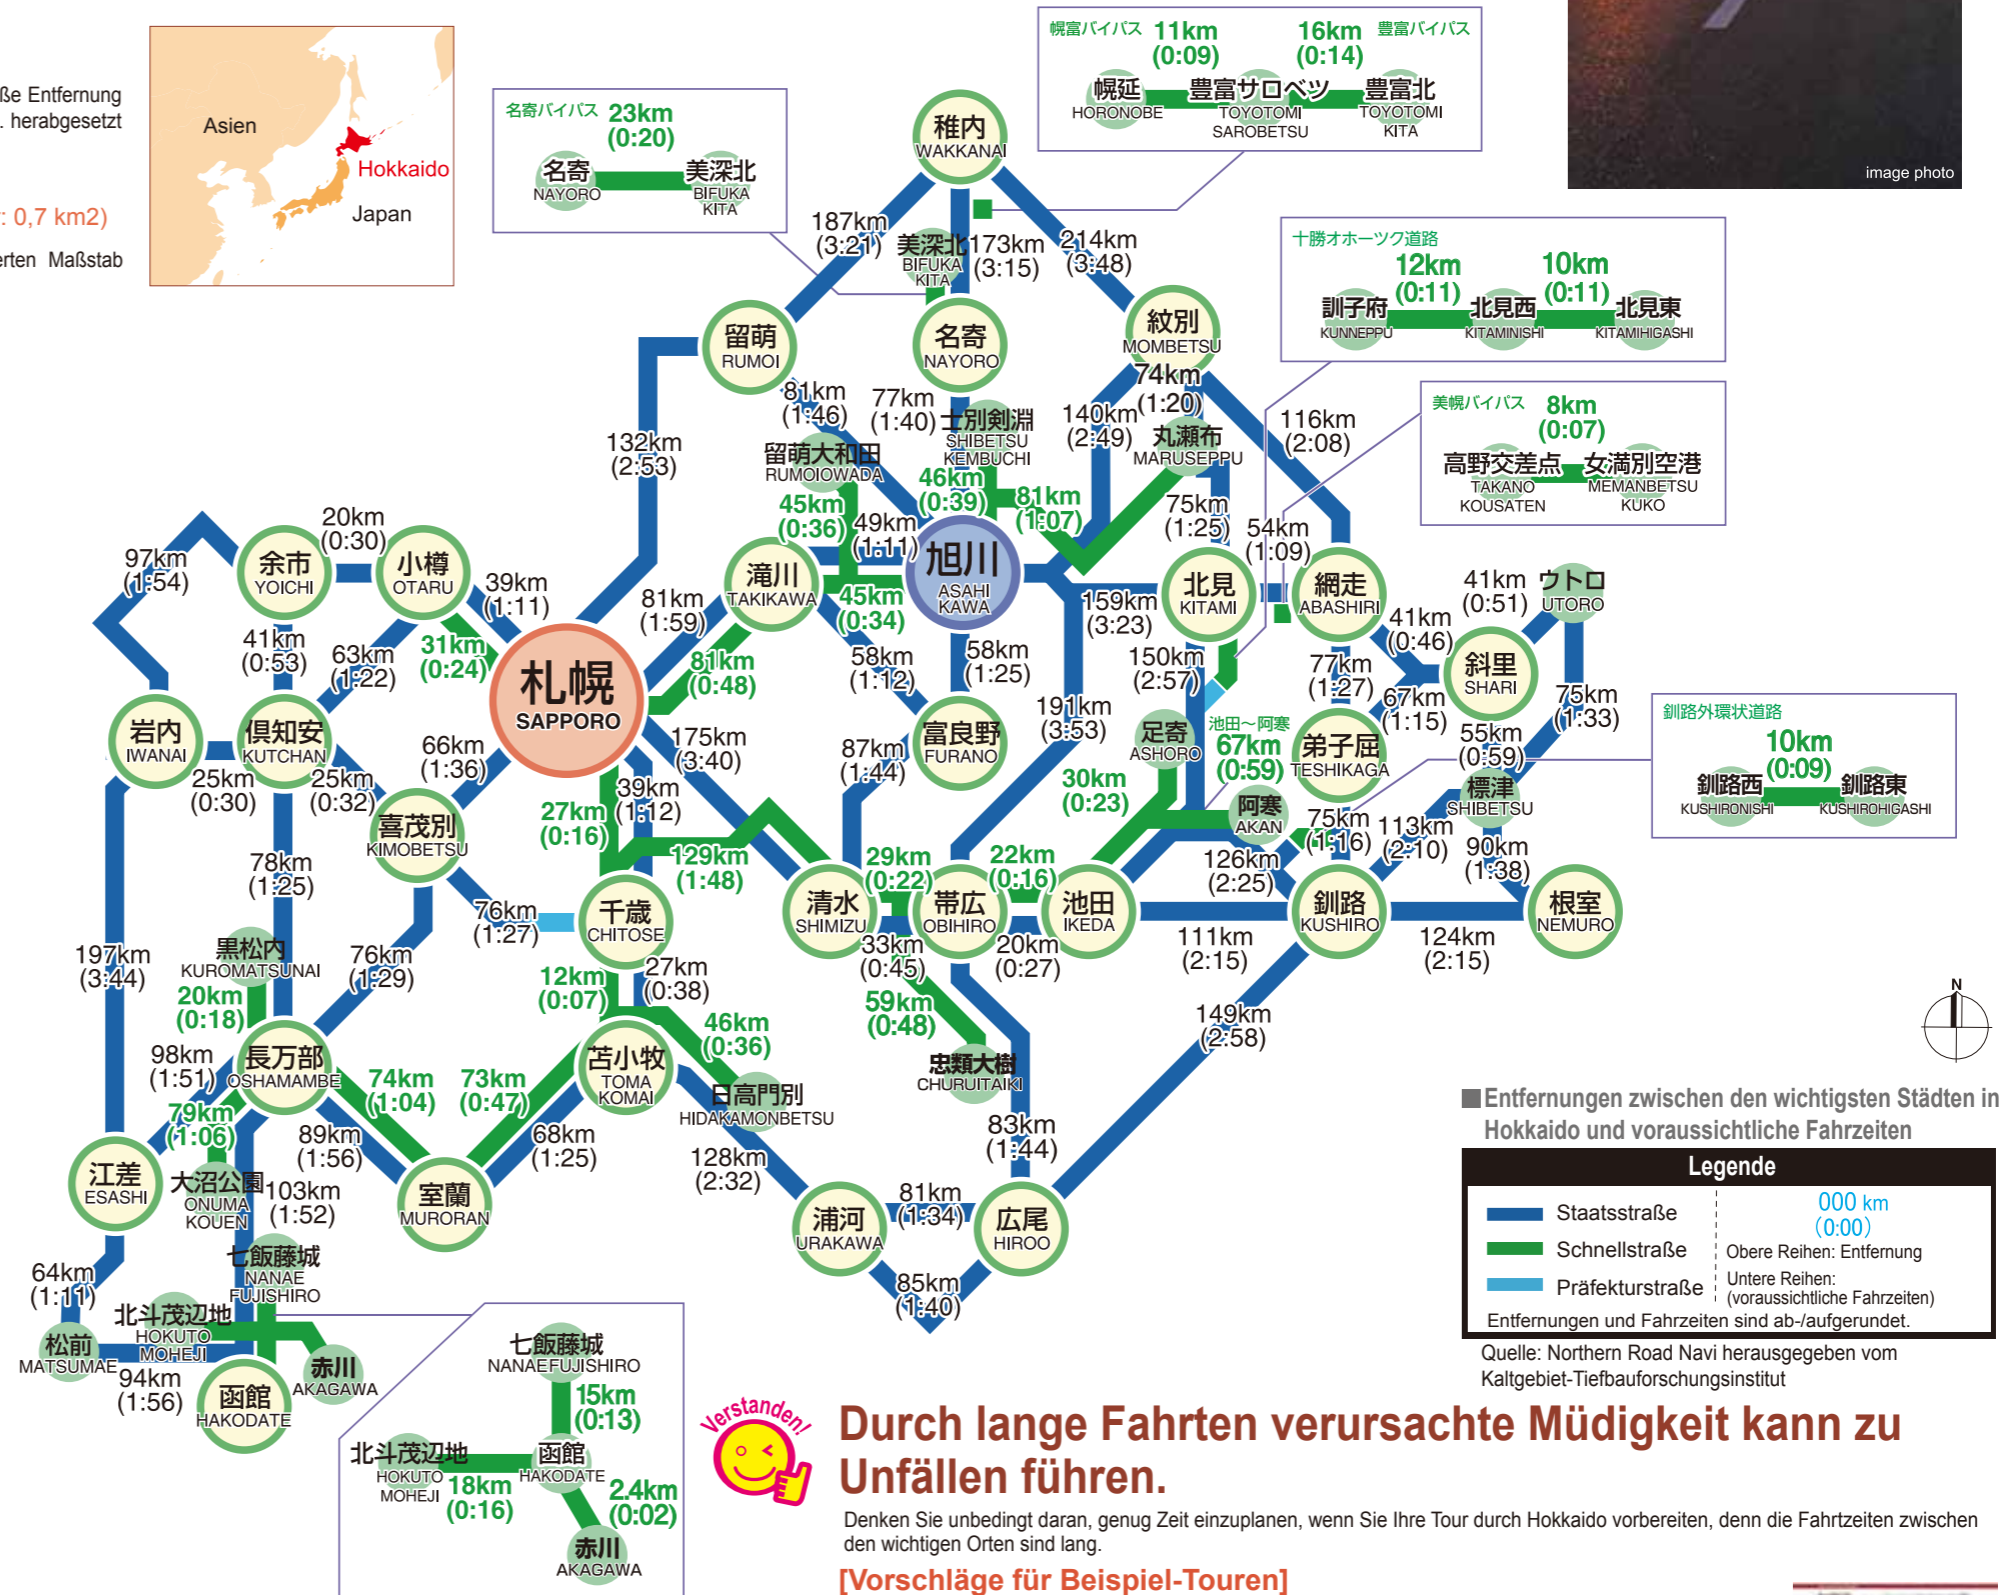 ße Entfernung
. herabgesetzt
: 0,7 km2)
erten Maßstab
Asien
Hokkaido
Japan
image photo
名寄バイパス
23km
(0:20)
名寄
NAYORO
美深北
BIFUKA
KITA
幌富バイパス
11km
(0:09)
16km
(0:14)
豊富バイパス
幌延
HORONOBE
豊富サロベツ
TOYOTOMI
SAROBETSU
豊富北
TOYOTOMI
KITA
十勝オホーツク道路
12km
(0:11)
10km
(0:11)
訓子府
KUNNEPPU
北見西
KITAMINISHI
北見東
KITAMIHIGASHI
美幌バイパス
8km
(0:07)
高野交差点
TAKANO
KOUSATEN
女満別空港
MEMANBETSU
KUKO
釧路外環状道路
10km
(0:09)
釧路西
KUSHIRONISHI
釧路東
KUSHIROHIGASHI
稚内
WAKKANAI
187km
(3:21)
美深北
BIFUKA
KITA
173km
(3:15)
214km
(3:48)
留萌
RUMOI
名寄
NAYORO
紋別
MOMBETSU
74km
(1:20)
81km
(1:46)
77km
(1:40)
士別剣淵
SHIBETSU
KEMBUCHI
140km
(2:49)
丸瀬布
MARUSEPPU
116km
(2:08)
132km
(2:53)
留萌大和田
RUMOIOWADA
45km
(0:36)
46km
(0:39)
81km
(1:07)
75km
(1:25)
54km
(1:09)
49km
(1:11)
20km
(0:30)
97km
(1:54)
余市
YOICHI
小樽
OTARU
39km
(1:11)
滝川
TAKIKAWA
旭川
ASAHI
KAWA
北見
KITAMI
網走
ABASHIRI
41km
(0:51)
ウトロ
UTORO
81km
(1:59)
45km
(0:34)
159km
(3:23)
41km
(0:46)
41km
(0:53)
63km
(1:22)
31km
(0:24)
札幌
SAPPORO
81km
(0:48)
58km
(1:12)
58km
(1:25)
150km
(2:57)
77km
(1:27)
斜里
SHARI
67km
(1:15)
75km
(1:33)
191km
(3:53)
岩内
IWANAI
倶知安
KUTCHAN
66km
(1:36)
175km
(3:40)
87km
(1:44)
富良野
FURANO
足寄
ASHORO
池田～阿寒
67km
(0:59)
弟子屈
TESHIKAGA
55km
(0:59)
25km
(0:30)
25km
(0:32)
喜茂別
KIMOBETSU
27km
(0:16)
39km
(1:12)
30km
(0:23)
阿寒
AKAN
標津
SHIBETSU
75km
(1:16)
113km
(2:10)
90km
(1:38)
78km
(1:25)
129km
(1:48)
29km
(0:22)
22km
(0:16)
126km
(2:25)
76km
(1:27)
千歳
CHITOSE
清水
SHIMIZU
帯広
OBIHIRO
池田
IKEDA
釧路
KUSHIRO
根室
NEMURO
197km
(3:44)
黒松内
KUROMATSUNAI
76km
(1:29)
33km
(0:45)
20km
(0:27)
111km
(2:15)
124km
(2:15)
20km
(0:18)
12km
(0:07)
27km
(0:38)
59km
(0:48)
149km
(2:58)
98km
(1:51)
長万部
OSHAMAMBE
74km
(1:04)
73km
(0:47)
苫小牧
TOMA
KOMAI
46km
(0:36)
日高門別
HIDAKAMONBETSU
忠類大樹
CHURUITAIKI
79km
(1:06)
89km
(1:56)
68km
(1:25)
128km
(2:32)
83km
(1:44)
江差
ESASHI
大沼公園
ONUMA
KOUEN
103km
(1:52)
室蘭
MURORAN
浦河
URAKAWA
81km
(1:34)
広尾
HIROO
85km
(1:40)
七飯藤城
NANAE
FUJISHIRO
64km
(1:11)
北斗茂辺地
HOKUTO
MOHEJI
松前
MATSUMAE
94km
(1:56)
函館
HAKODATE
赤川
AKAGAWA
七飯藤城
NANAEFUJISHIRO
15km
(0:13)
北斗茂辺地
HOKUTO
MOHEJI
18km
(0:16)
函館
HAKODATE
2.4km
(0:02)
赤川
AKAGAWA
N
■Entfernungen zwischen den wichtigsten Städten in
Hokkaido und voraussichtliche Fahrzeiten
Legende
Staatsstraße
Schnellstraße
Präfekturstraße
000 km
(0:00)
Obere Reihen: Entfernung
Untere Reihen:
(voraussichtliche Fahrzeiten)
Entfernungen und Fahrzeiten sind ab-/aufgerundet.
Quelle: Northern Road Navi herausgegeben vom
Kaltgebiet-Tiefbauforschungsinstitut
Verstanden!
Durch lange Fahrten verursachte Müdigkeit kann zu
Unfällen führen.
Denken Sie unbedingt daran, genug Zeit einzuplanen, wenn Sie Ihre Tour durch Hokkaido vorbereiten, denn die Fahrtzeiten zwischen
den wichtigen Orten sind lang.
[Vorschläge für Beispiel-Touren]